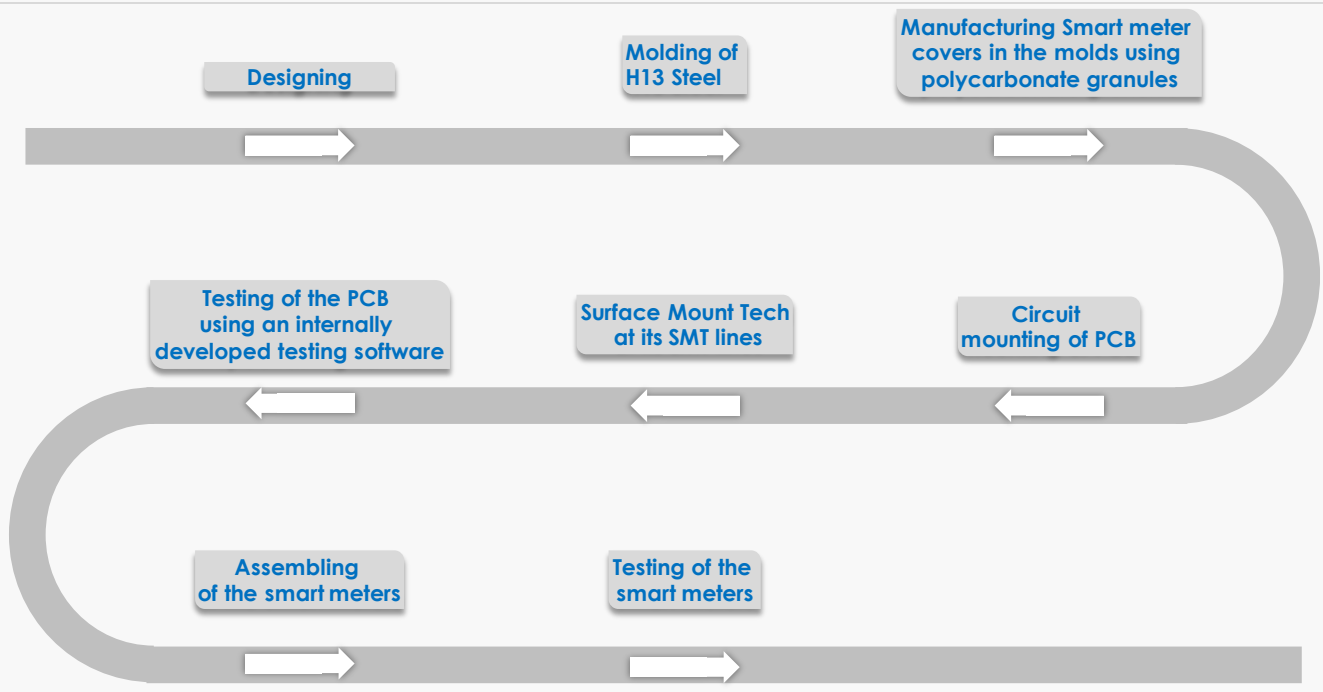 Designing
Molding of
H13 Steel
Manufacturing Smart meter
covers in the molds using
polycarbonate granules
Circuit
mounting of PCB
Surface Mount Tech
at its SMT lines
Testing of the PCB
using an internally
developed testing software
Assembling
of the smart meters
Testing of the
smart meters